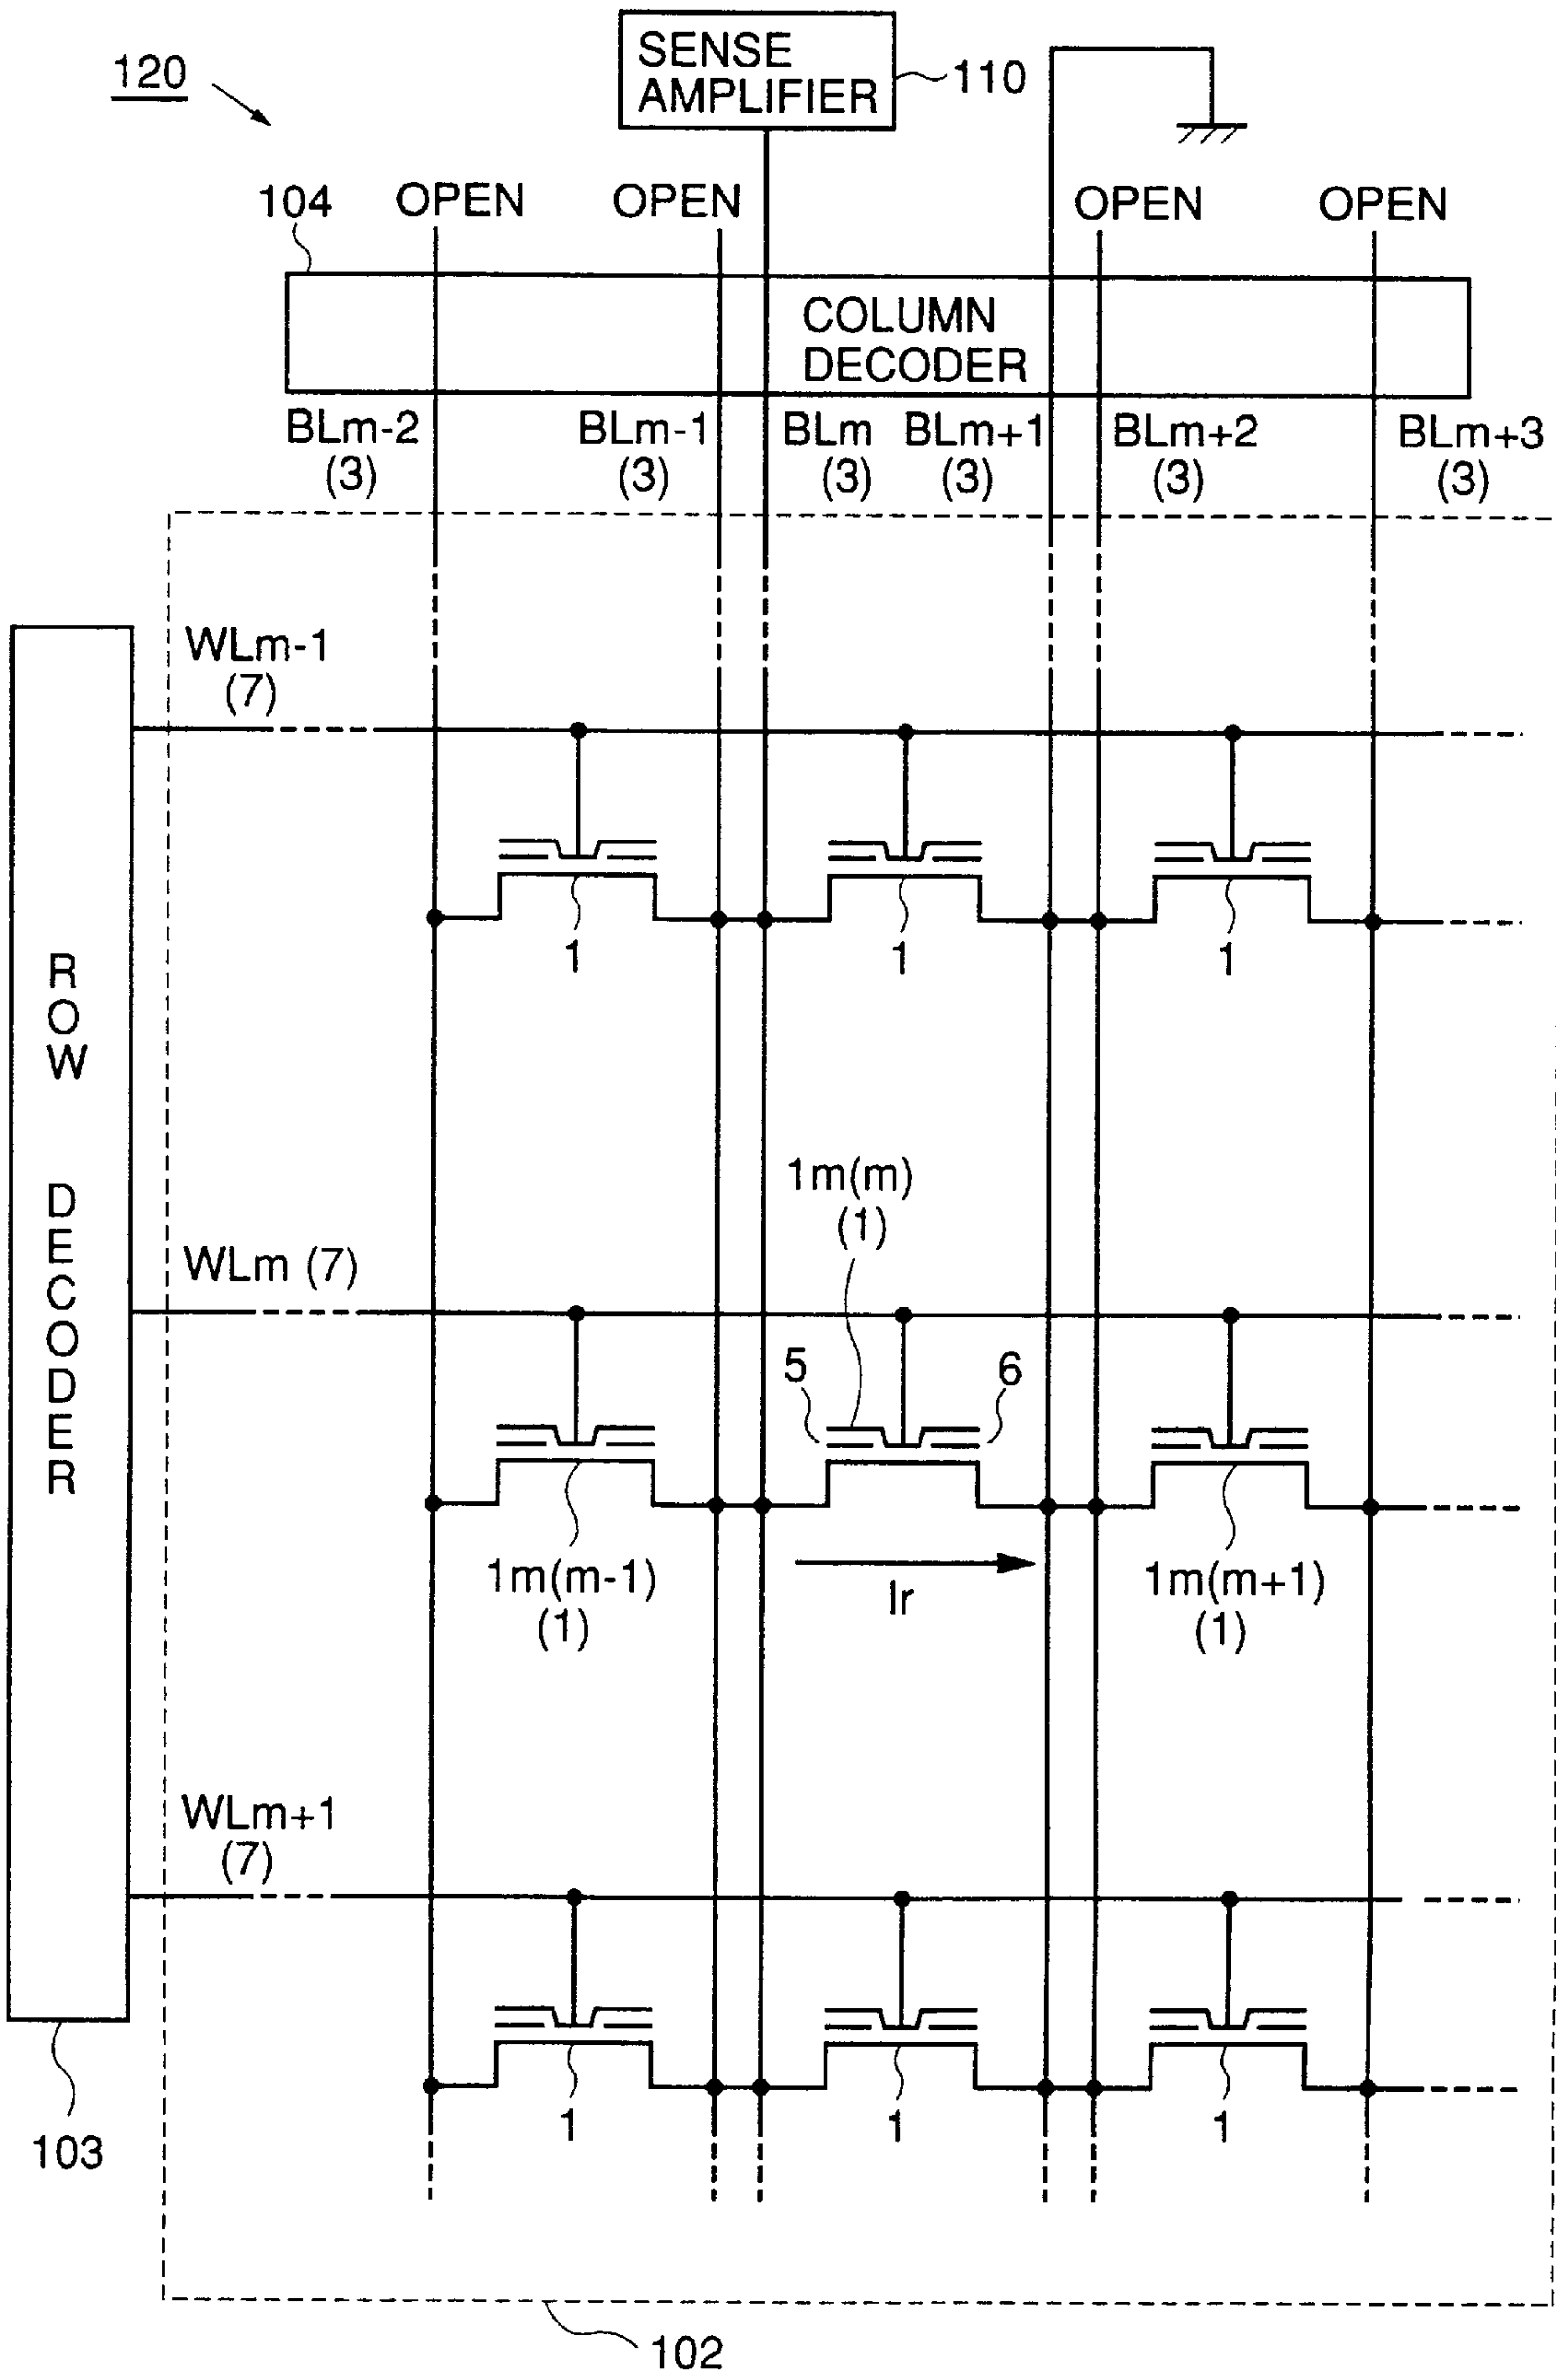 120
SENSE
AMPLIFIER
110
104
OPEN
OPEN
OPEN
OPEN
COLUMN
DECODER
BLm-2
(3)
BLm-1
(3)
BLm
(3)
BLm+1
(3)
BLm+2
(3)
BLm+3
(3)
WLm-1
(7)
1
1
1
ROW DECODER
1m(m)
(1)
WLm (7)
5
6
1m(m-1)
(1)
Ir
1m(m+1)
(1)
WLm+1
(7)
1
1
1
103
102